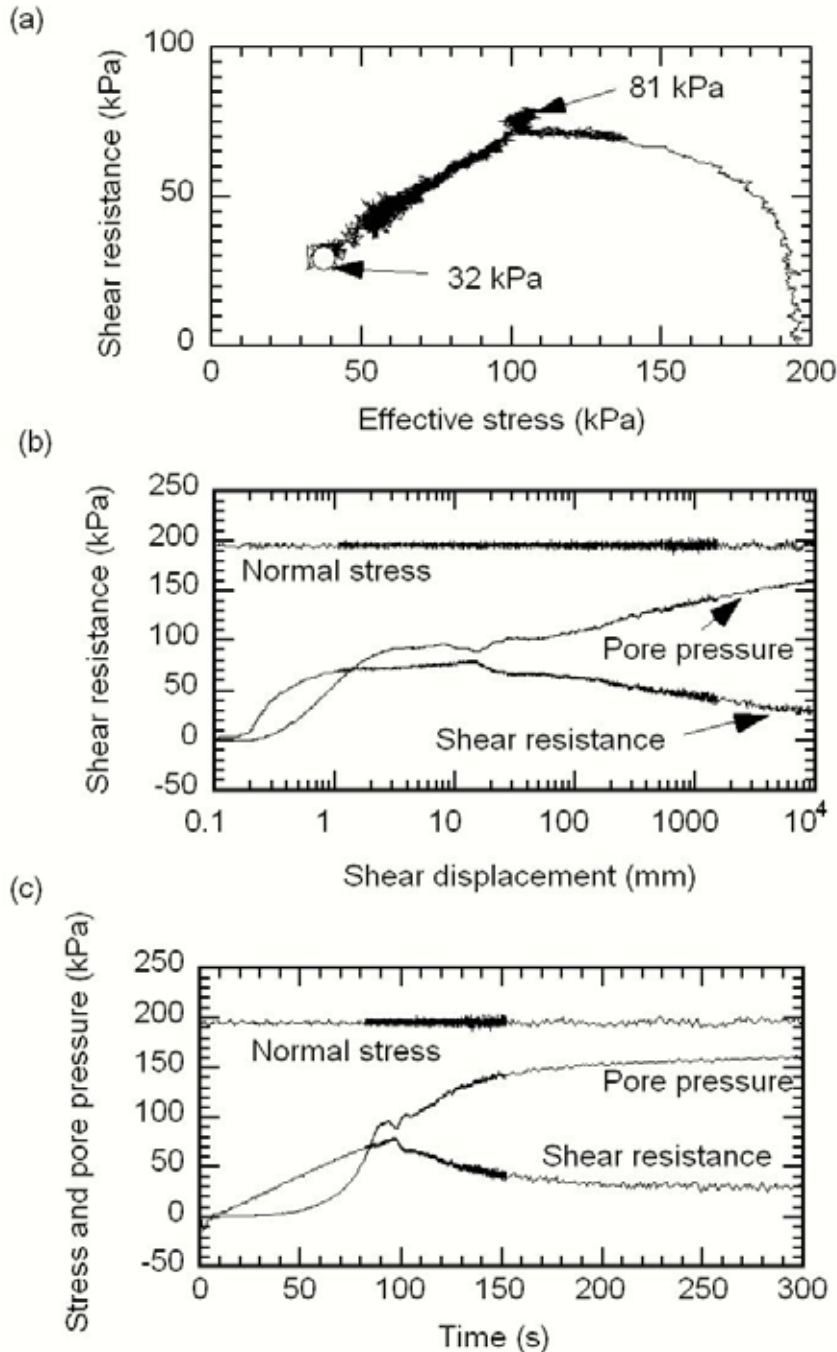 (a)
100
50
0
Shear resistance (kPa)
81 kPa
32 kPa
0 50 100 150 200
Effective stress (kPa)
(b)
250
200
150
100
50
0
-50
Shear resistance (kPa)
Normal stress
Pore pressure
Shear resistance
0.1 1 10 100 1000 10⁴
Shear displacement (mm)
(c)
250
200
150
100
50
0
-50
Stress and pore pressure (kPa)
Normal stress
Pore pressure
Shear resistance
0 50 100 150 200 250 300
Time (s)